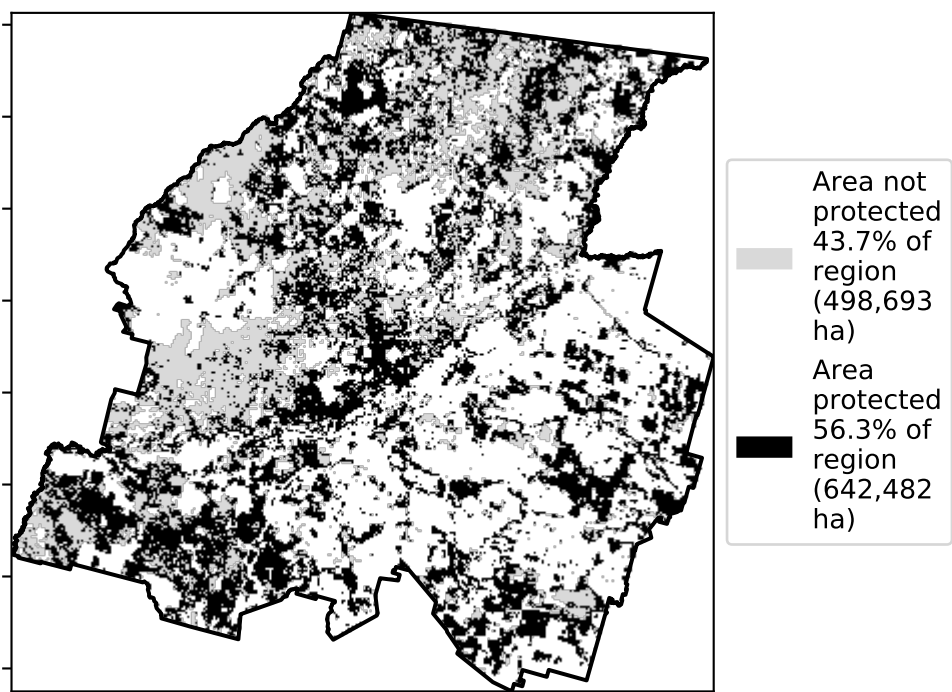 Area not
protected
43.7% of
region
(498,693
ha)
Area
protected
56.3% of
region
(642,482
ha)